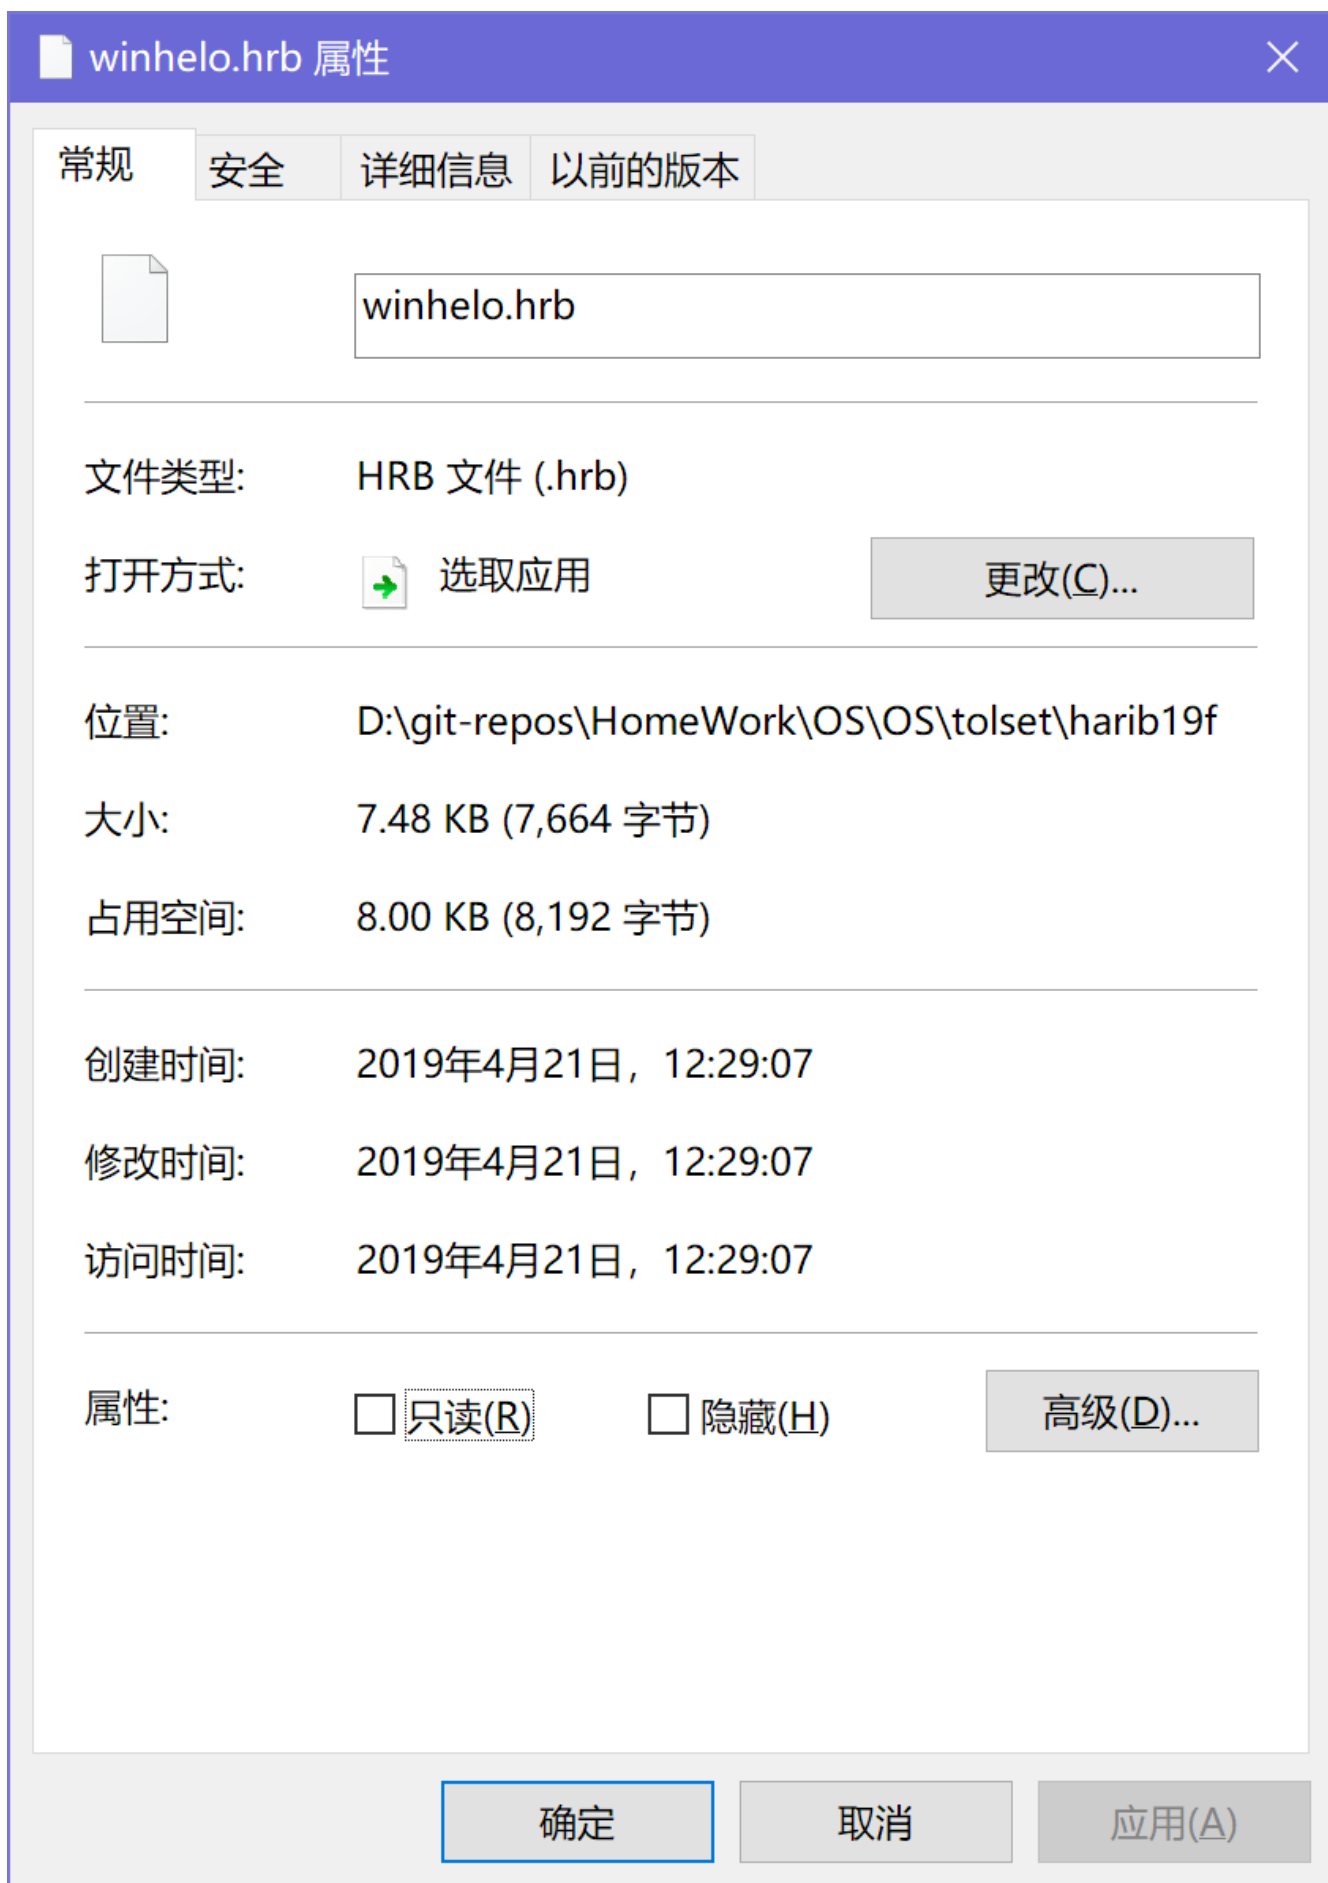 winhelo.hrb 属性
常规 安全 详细信息 以前的版本
winhelo.hrb
文件类型: HRB 文件 (.hrb)
打开方式: 选取应用 更改(C)...
位置: D:\git-repos\HomeWork\OS\OS\tolset\harib19f
大小: 7.48 KB (7,664 字节)
占用空间: 8.00 KB (8,192 字节)
创建时间: 2019年4月21日，12:29:07
修改时间: 2019年4月21日，12:29:07
访问时间: 2019年4月21日，12:29:07
属性: 只读(R) 隐藏(H) 高级(D)...
确定 取消 应用(A)